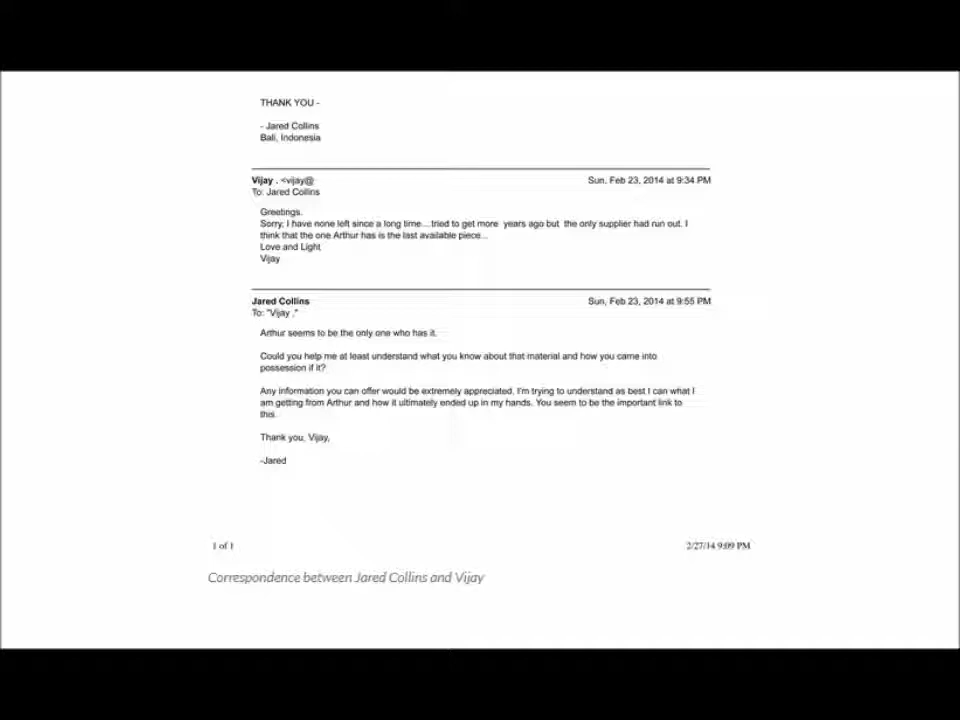 THANK YOU -
- Jared Collins
Bali, Indonesia
Vijay . <vijay@ Sun, Feb 23, 2014 at 9:34 PM
To: Jared Collins
Greetings.
Sorry, I have none left since a long time....tried to get more years ago but the only supplier had run out. I
think that the one Arthur has is the last available piece...
Love and Light
Vijay
Jared Collins Sun, Feb 23, 2014 at 9:55 PM
To: "Vijay ."
Arthur seems to be the only one who has it.
Could you help me at least understand what you know about that material and how you came into
possession if it?
Any information you can offer would be extremely appreciated. I'm trying to understand as best I can what I
am getting from Arthur and how it ultimately ended up in my hands. You seem to be the important link to
this.
Thank you, Vijay,
-Jared
1 of 1 2/27/14 9:09 PM
Correspondence between Jared Collins and Vijay